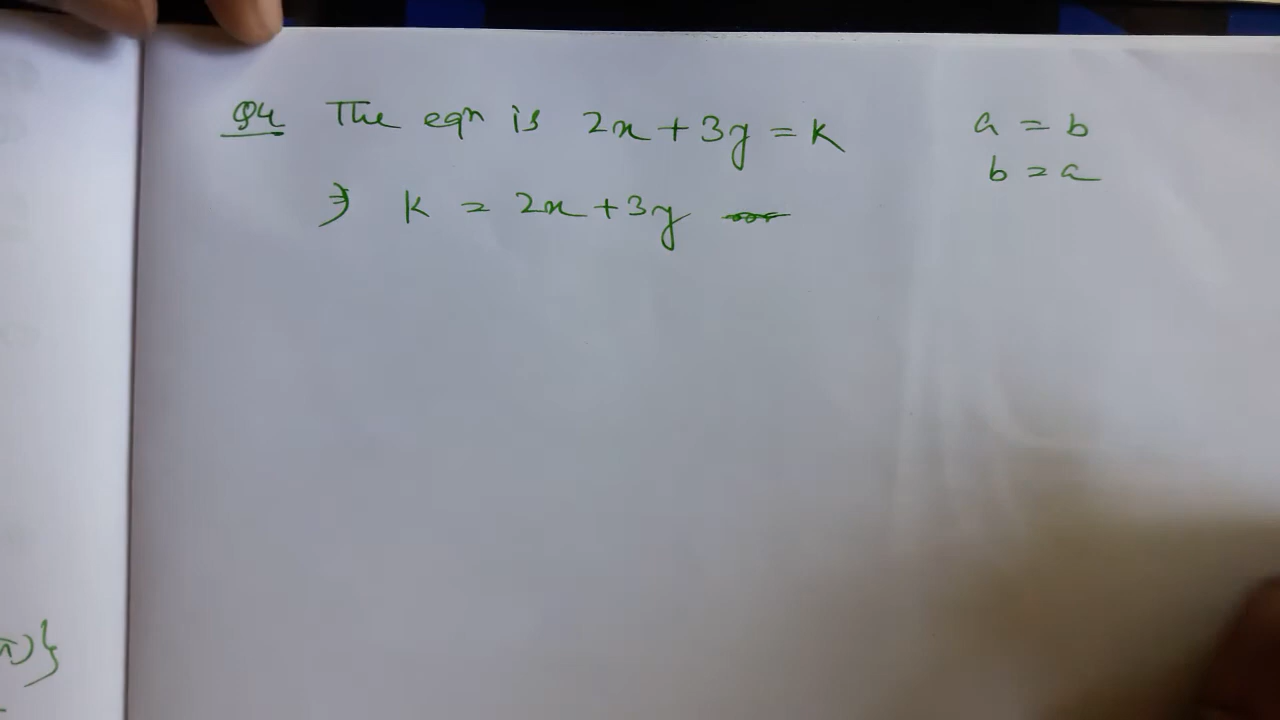 Q4 The eqn is 2x + 3y = K
⇒ K = 2x + 3y
a = b
b = a
x)}